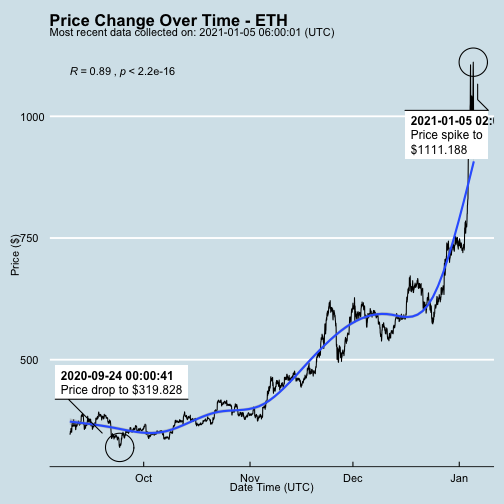 Price Change Over Time - ETH
Most recent data collected on: 2021-01-05 06:00:01 (UTC)
R = 0.89 , p < 2.2e-16
1000
2021-01-05 02:
Price spike to
$1111.188
Price ($)
750
500
2020-09-24 00:00:41
Price drop to $319.828
Oct
Nov
Dec
Jan
Date Time (UTC)